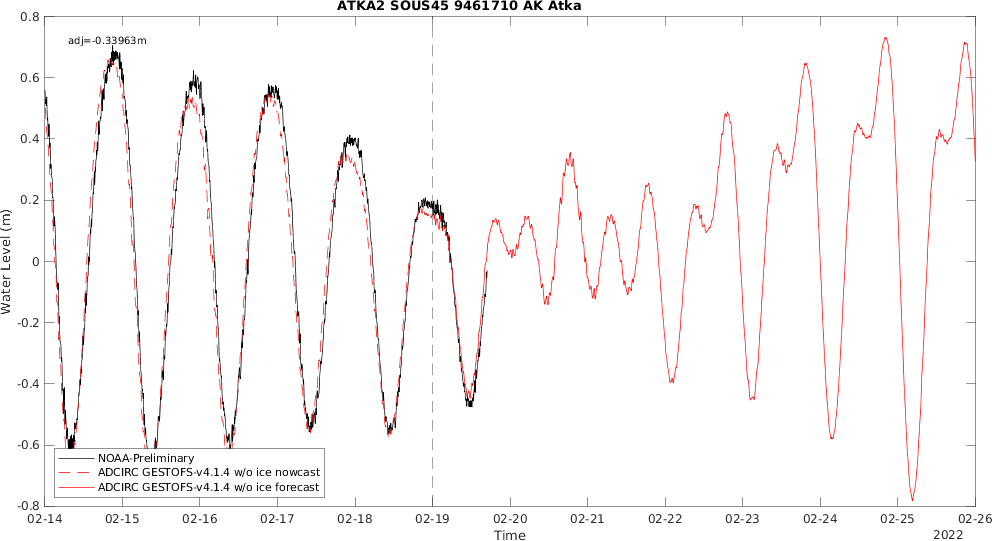 ATKA2 SOUS45 9461710 AK Atka
adj=-0.33963m
0.8
0.6
0.4
0.2
0
-0.2
-0.4
-0.6
-0.8
Water Level (m)
NOAA-Preliminary
ADCIRC GESTOFS-v4.1.4 w/o ice nowcast
ADCIRC GESTOFS-v4.1.4 w/o ice forecast
02-14 02-15 02-16 02-17 02-18 02-19 02-20 02-21 02-22 02-23 02-24 02-25 02-26
Time
2022